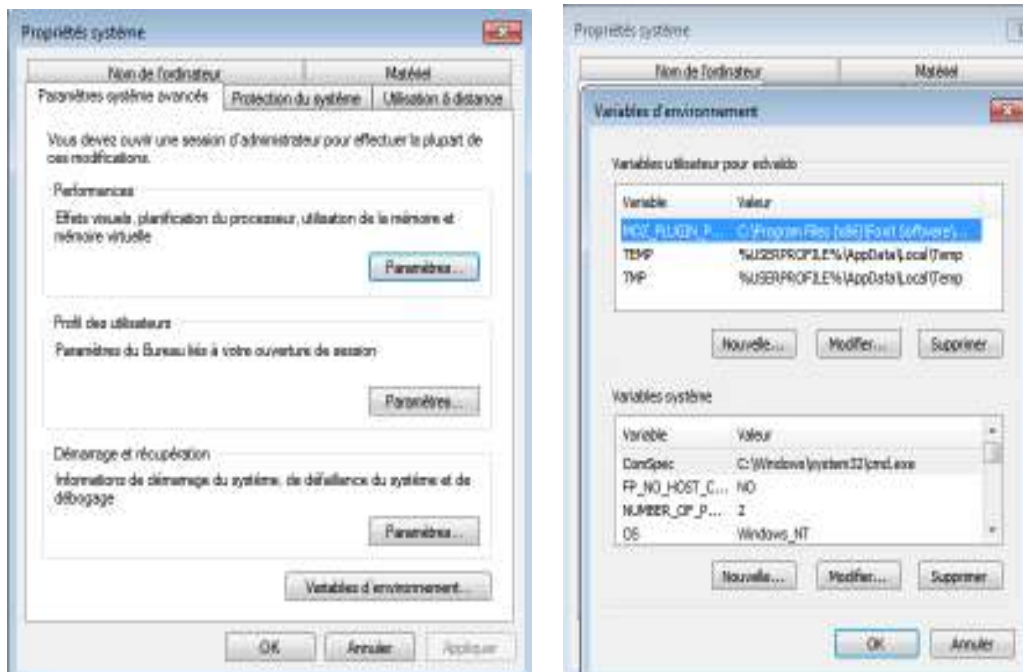 Propriétés système
Nom de l'ordinateur Matériel
Paramètres système avancés Protection du système Utilisation à distance
Vous devez ouvrir une session d'administrateur pour effectuer la plupart de
ces modifications.
Performances
Effets visuels, planification du processeur, utilisation de la mémoire et
mémoire virtuelle
Paramètres...
Profil des utilisateurs
Paramètres du Bureau liés à votre ouverture de session
Paramètres...
Démarrage et récupération
Informations de démarrage du système, de défaillance du système et de
débogage
Paramètres...
Variables d'environnement...
OK Annuler Appliquer
Propriétés système
Nom de l'ordinateur Matériel
Variables d'environnement
Variables utilisateur pour edvaldo
Variable Valeur
MOZ_PLUGIN_P... C:\Program Files (x86)\Foxit Software\...
TEMP %USERPROFILE%\AppData\Local\Temp
TMP %USERPROFILE%\AppData\Local\Temp
Nouvelle... Modifier... Supprimer
Variables système
Variable Valeur
ComSpec C:\Windows\system32\cmd.exe
FP_NO_HOST_C... NO
NUMBER_OF_P... 2
OS Windows_NT
Nouvelle... Modifier... Supprimer
OK Annuler